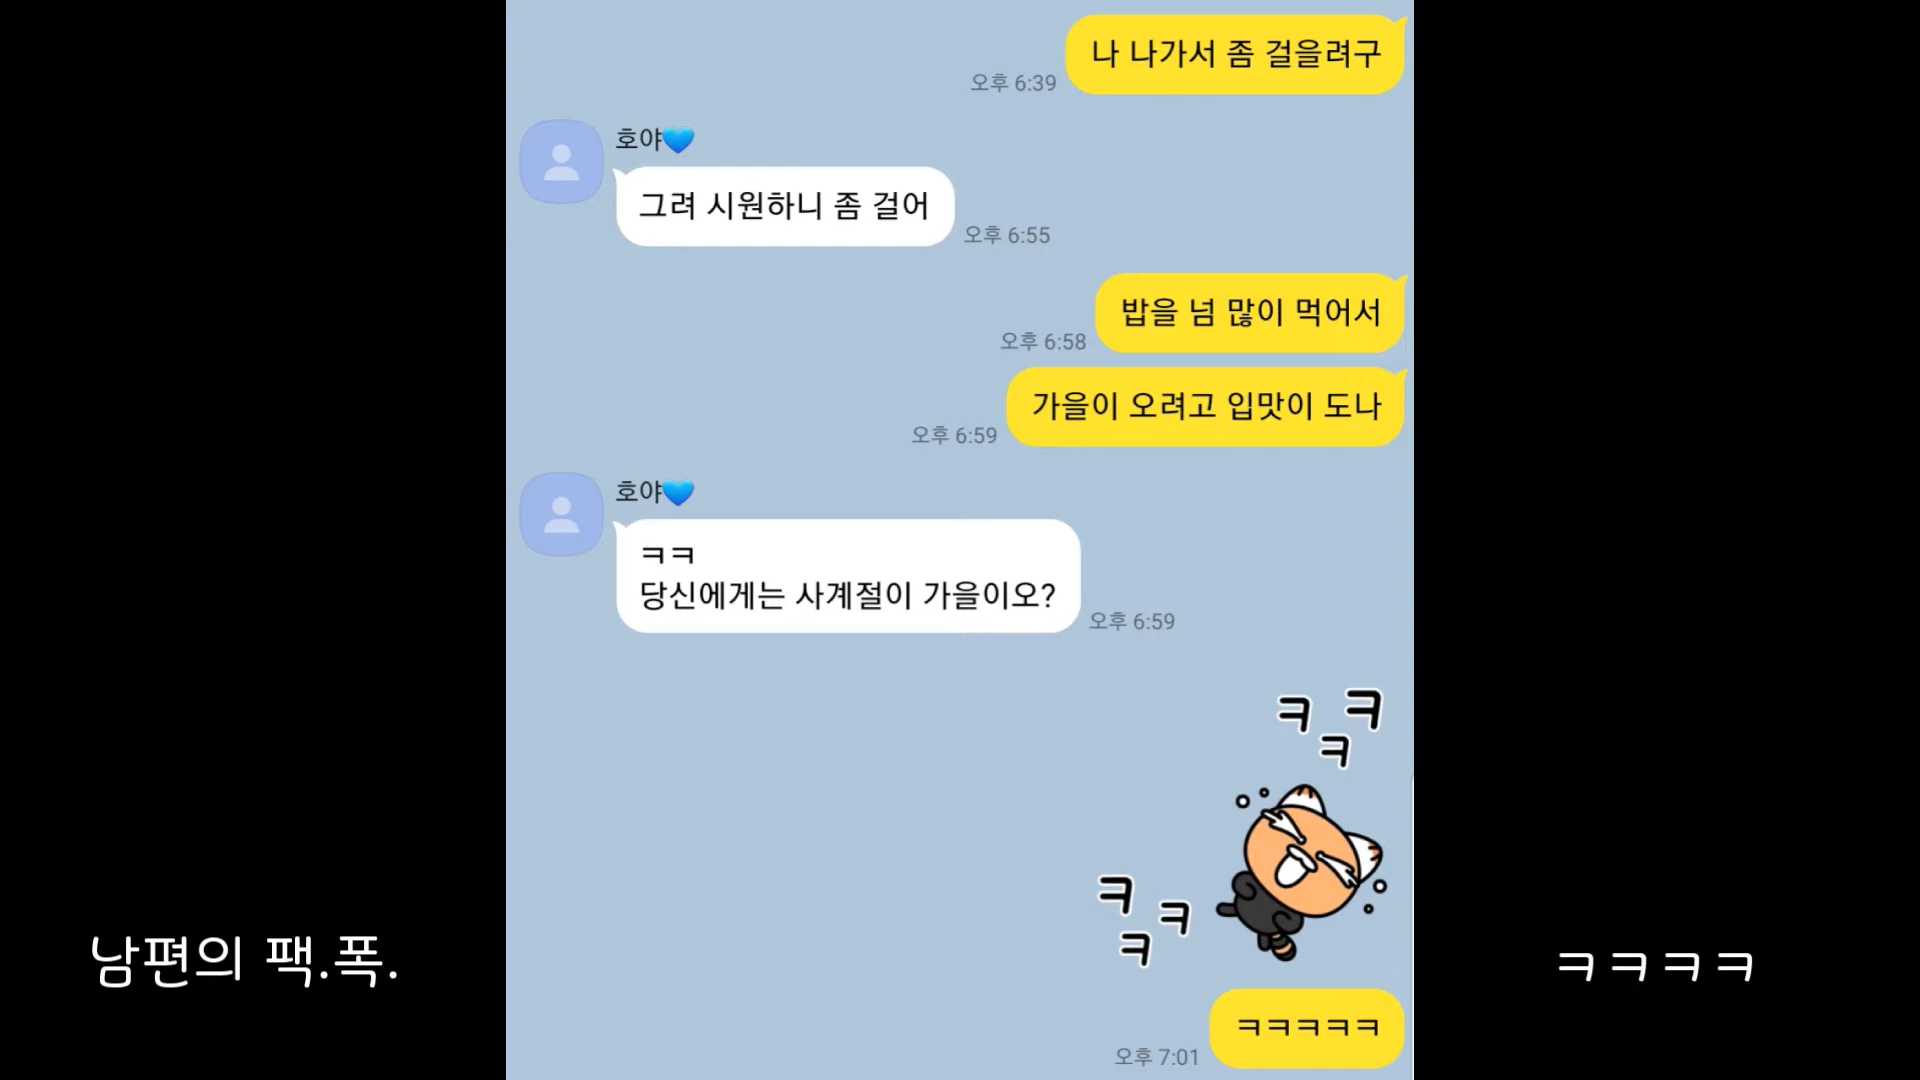 나 나가서 좀 걸을려구
오후 6:39
호야💙
그려 시원하니 좀 걸어
오후 6:55
밥을 넘 많이 먹어서
오후 6:58
가을이 오려고 입맛이 도나
오후 6:59
호야💙
ㅋㅋ
당신에게는 사계절이 가을이오?
오후 6:59
ㅋ ㅋ
ㅋ
ㅋ ㅋ
ㅋ
남편의 팩.폭.
ㅋㅋㅋㅋ
ㅋㅋㅋㅋㅋ
오후 7:01